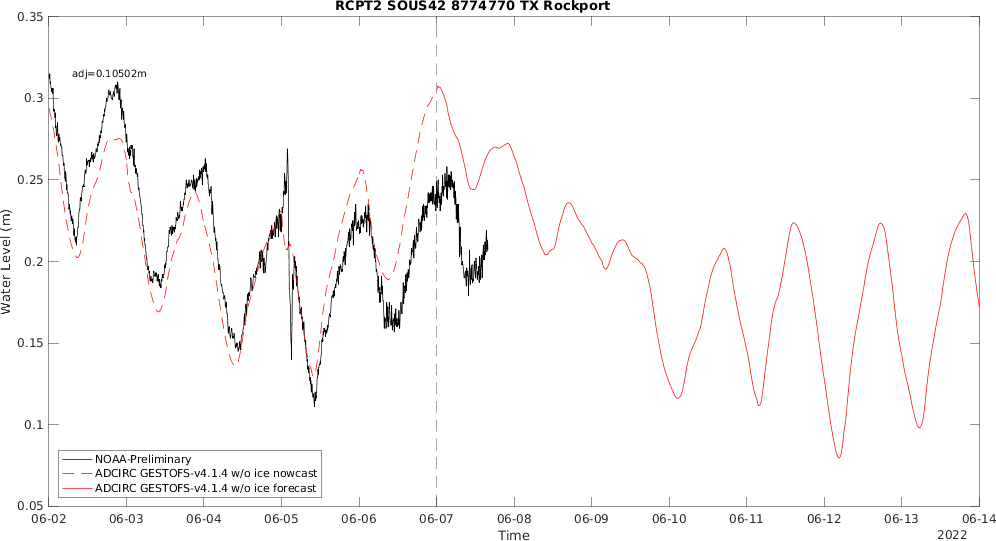 RCPT2 SOUS42 8774770 TX Rockport
adj=0.10502m
0.35
0.3
0.25
0.2
0.15
0.1
0.05
Water Level (m)
NOAA-Preliminary
ADCIRC GESTOFS-v4.1.4 w/o ice nowcast
ADCIRC GESTOFS-v4.1.4 w/o ice forecast
06-02 06-03 06-04 06-05 06-06 06-07 06-08 06-09 06-10 06-11 06-12 06-13 06-14
Time
2022